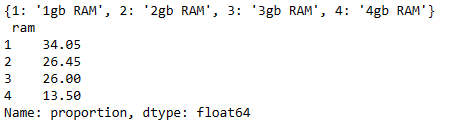 {1: '1gb RAM', 2: '2gb RAM', 3: '3gb RAM', 4: '4gb RAM'}
ram
1 34.05
2 26.45
3 26.00
4 13.50
Name: proportion, dtype: float64